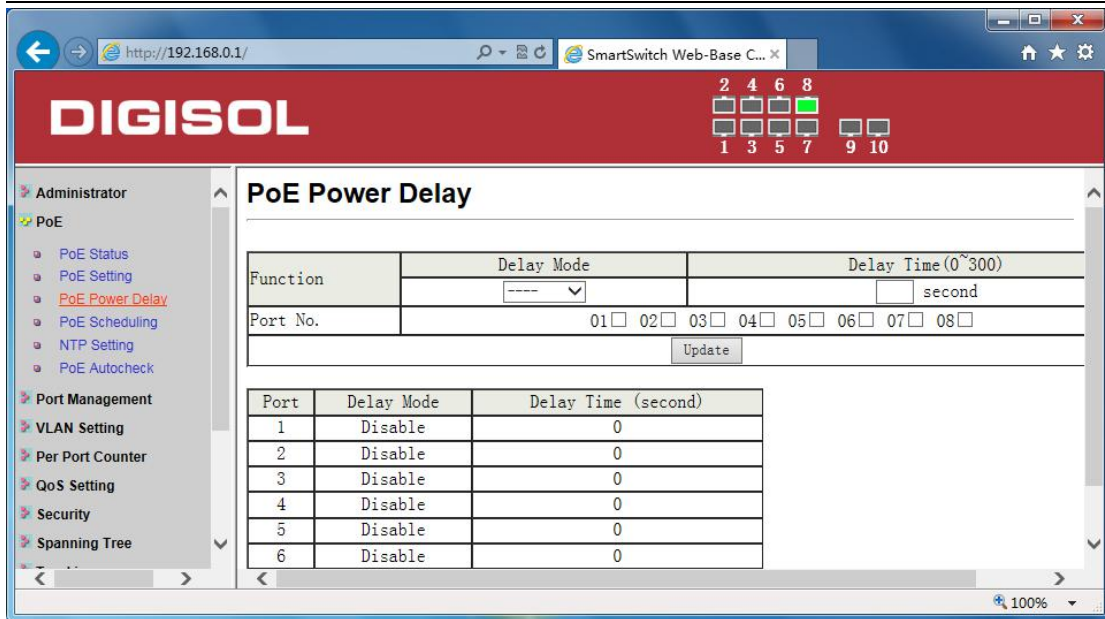 http://192.168.0.1/
SmartSwitch Web-Base C...
DIGISOL
2 4 6 8
1 3 5 7 9 10
Administrator
PoE
PoE Status
PoE Setting
PoE Power Delay
PoE Scheduling
NTP Setting
PoE Autocheck
Port Management
VLAN Setting
Per Port Counter
QoS Setting
Security
Spanning Tree
PoE Power Delay
Function Delay Mode Delay Time(0~300)
---- second
Port No. 01 02 03 04 05 06 07 08
Update
Port Delay Mode Delay Time (second)
1 Disable 0
2 Disable 0
3 Disable 0
4 Disable 0
5 Disable 0
6 Disable 0
100%